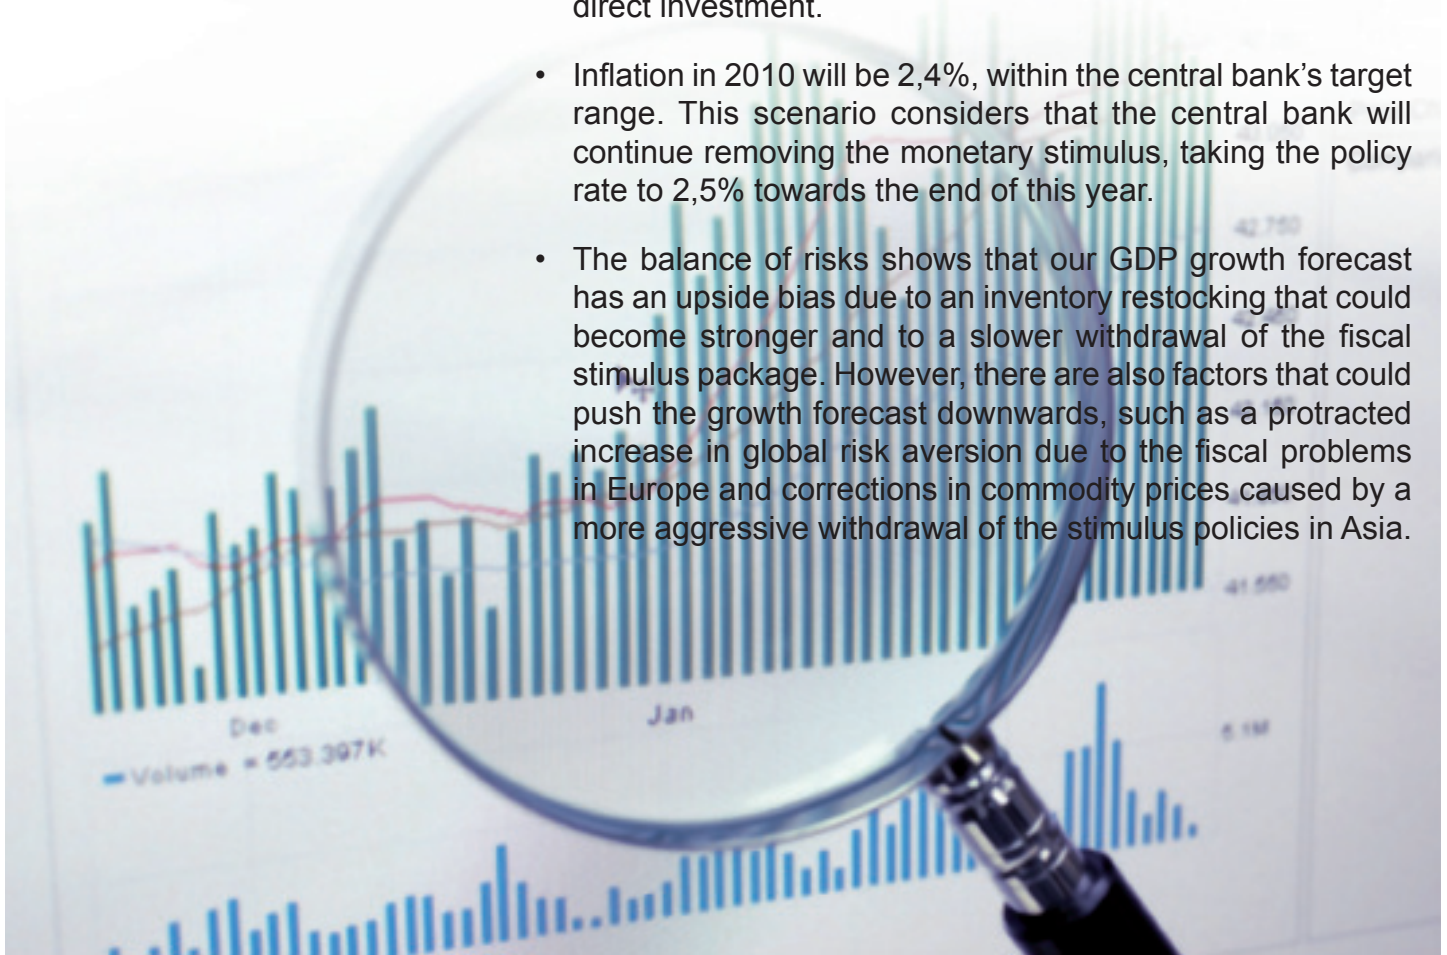 direct investment.
• Inflation in 2010 will be 2,4%, within the central bank's target
range. This scenario considers that the central bank will
continue removing the monetary stimulus, taking the policy
rate to 2,5% towards the end of this year.
• The balance of risks shows that our GDP growth forecast
has an upside bias due to an inventory restocking that could
become stronger and to a slower withdrawal of the fiscal
stimulus package. However, there are also factors that could
push the growth forecast downwards, such as a protracted
increase in global risk aversion due to the fiscal problems
in Europe and corrections in commodity prices caused by a
more aggressive withdrawal of the stimulus policies in Asia.
42.750
41.550
Dec
Jan
Volume = 553.397K
5.1M